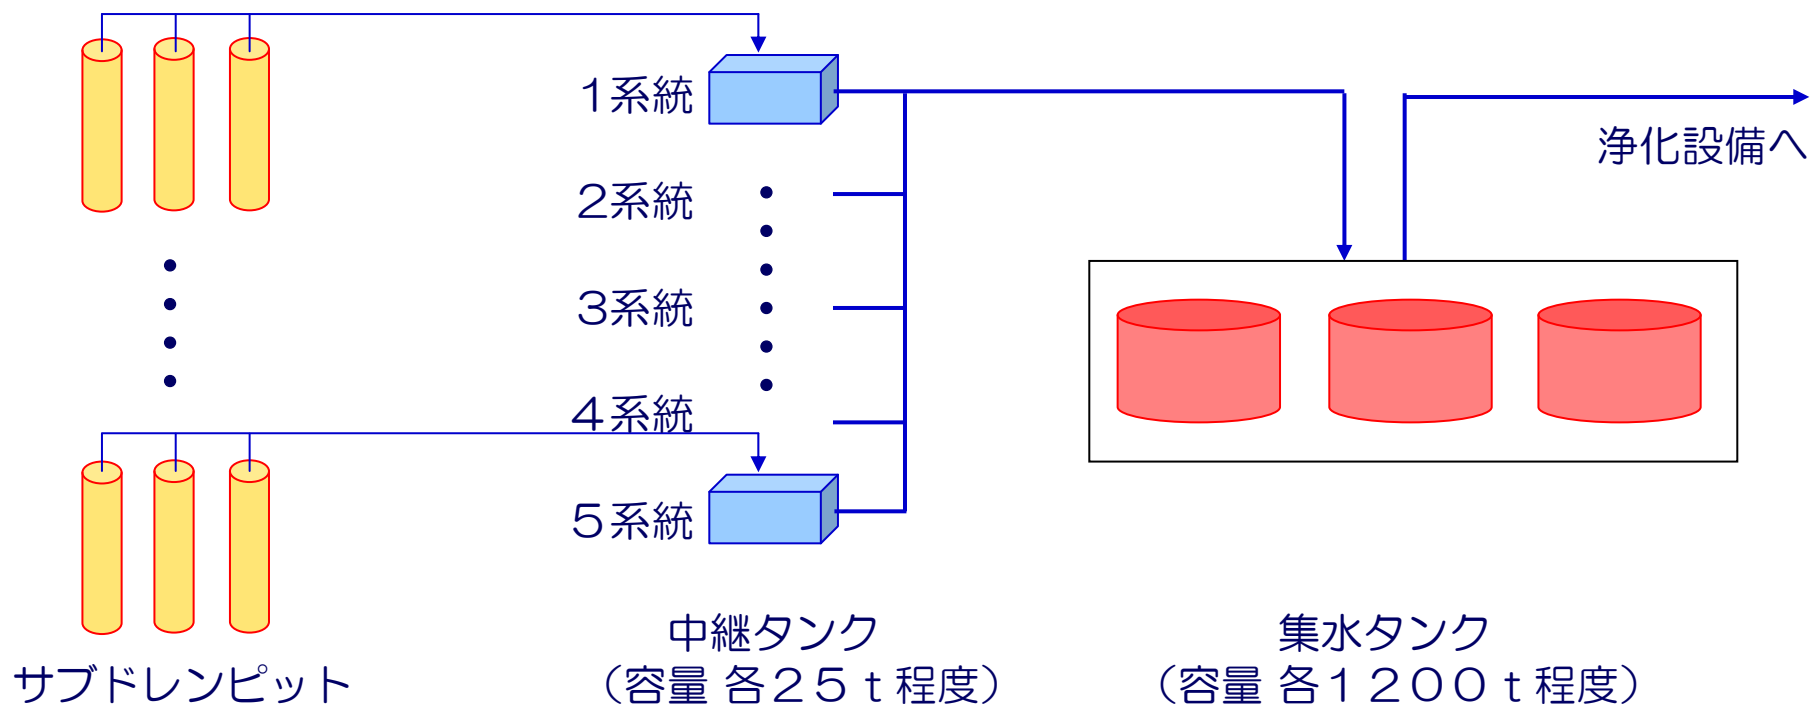 1系統
浄化設備へ
2系統
3系統
4系統
5系統
サブドレンピット
中継タンク
（容量 各25t程度）
集水タンク
（容量 各1200t程度）